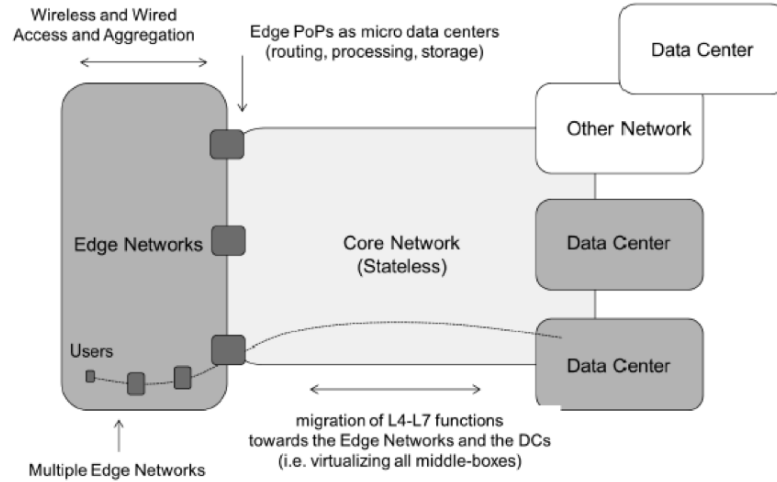 Wireless and Wired
Access and Aggregation
Edge PoPs as micro data centers
(routing, processing, storage)
Data Center
Other Network
Edge Networks
Core Network
(Stateless)
Data Center
Users
Data Center
migration of L4-L7 functions
towards the Edge Networks and the DCs
(i.e. virtualizing all middle-boxes)
Multiple Edge Networks